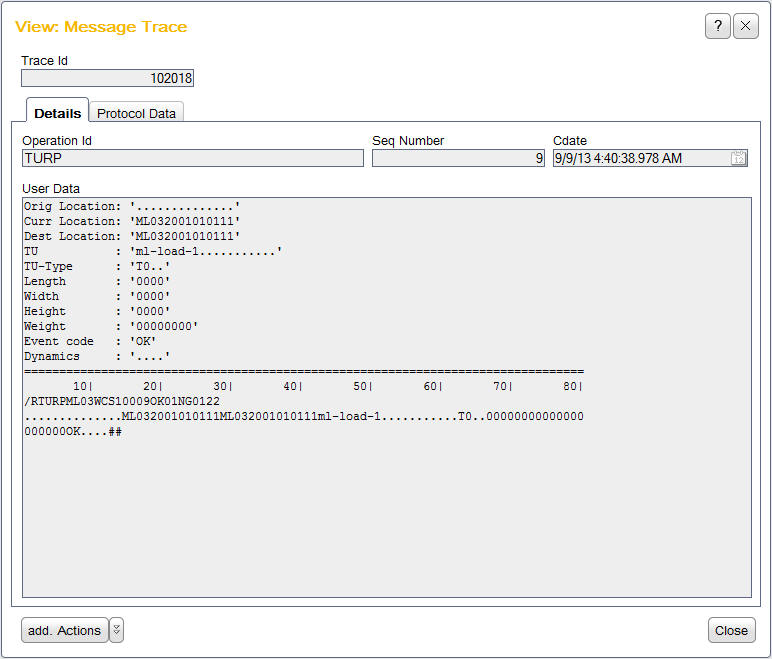 View: Message Trace
?
Trace Id
102018
Details Protocol Data
Operation Id Seq Number Cdate
TURP 9 9/9/13 4:40:38.978 AM
User Data
Orig Location: '..............'
Curr Location: 'ML032001010111'
Dest Location: 'ML032001010111'
TU           : 'ml-load-1...........'
TU-Type      : 'T0..'
Length       : '0000'
Width        : '0000'
Height       : '0000'
Weight       : '00000000'
Event code   : 'OK'
Dynamics     : '....'
================================================================================
       10|       20|       30|       40|       50|       60|       70|       80|
/RTURPML03WCS10009OK01NG0122
..............ML032001010111ML032001010111ml-load-1...........T0..00000000000000
000000OK....##
add. Actions Close